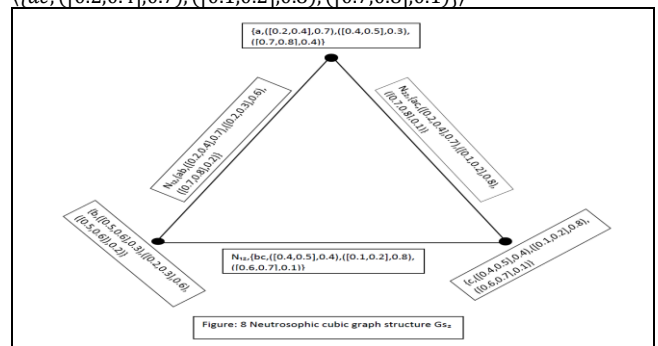 ({ac, ([0.2,0.4],0.7), ([0.1,0.2],0.8), ([0.7,0.8],0.1)})
{a,([0.2,0.4],0.7),([0.4,0.5],0.3),
([0.7,0.8],0.4)}
{ab,([0.2,0.4],0.7),([0.2,0.3],0.6),
([0.7,0.8],0.2)}
{ac,([0.2,0.4],0.7),([0.1,0.2],0.8),
([0.7,0.8],0.1)}
{b,([0.5,0.6],0.3),([0.2,0.3],0.6),
([0.5,0.6]),0.2)}
{bc,([0.4,0.5],0.4),([0.1,0.2],0.8),
([0.6,0.7],0.1)}
{c,([0.4,0.5],0.4),([0.1,0.2],0.8),
([0.6,0.7],0.1)}
Figure: 8 Neutrosophic cubic graph structure Gs₂